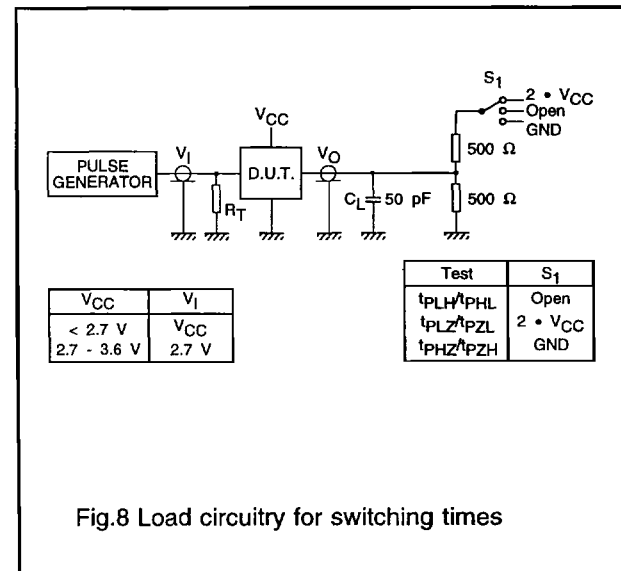 S1
2 • VCC
Open
GND
VCC
500 Ω
PULSE GENERATOR
VI
D.U.T.
VO
RT
CL
50 pF
500 Ω
VCC VI
< 2.7 V VCC
2.7 - 3.6 V 2.7 V
Test S1
tPLH/tPHL Open
tPLZ/tPZL 2 • VCC
tPHZ/tPZH GND
Fig.8 Load circuitry for switching times